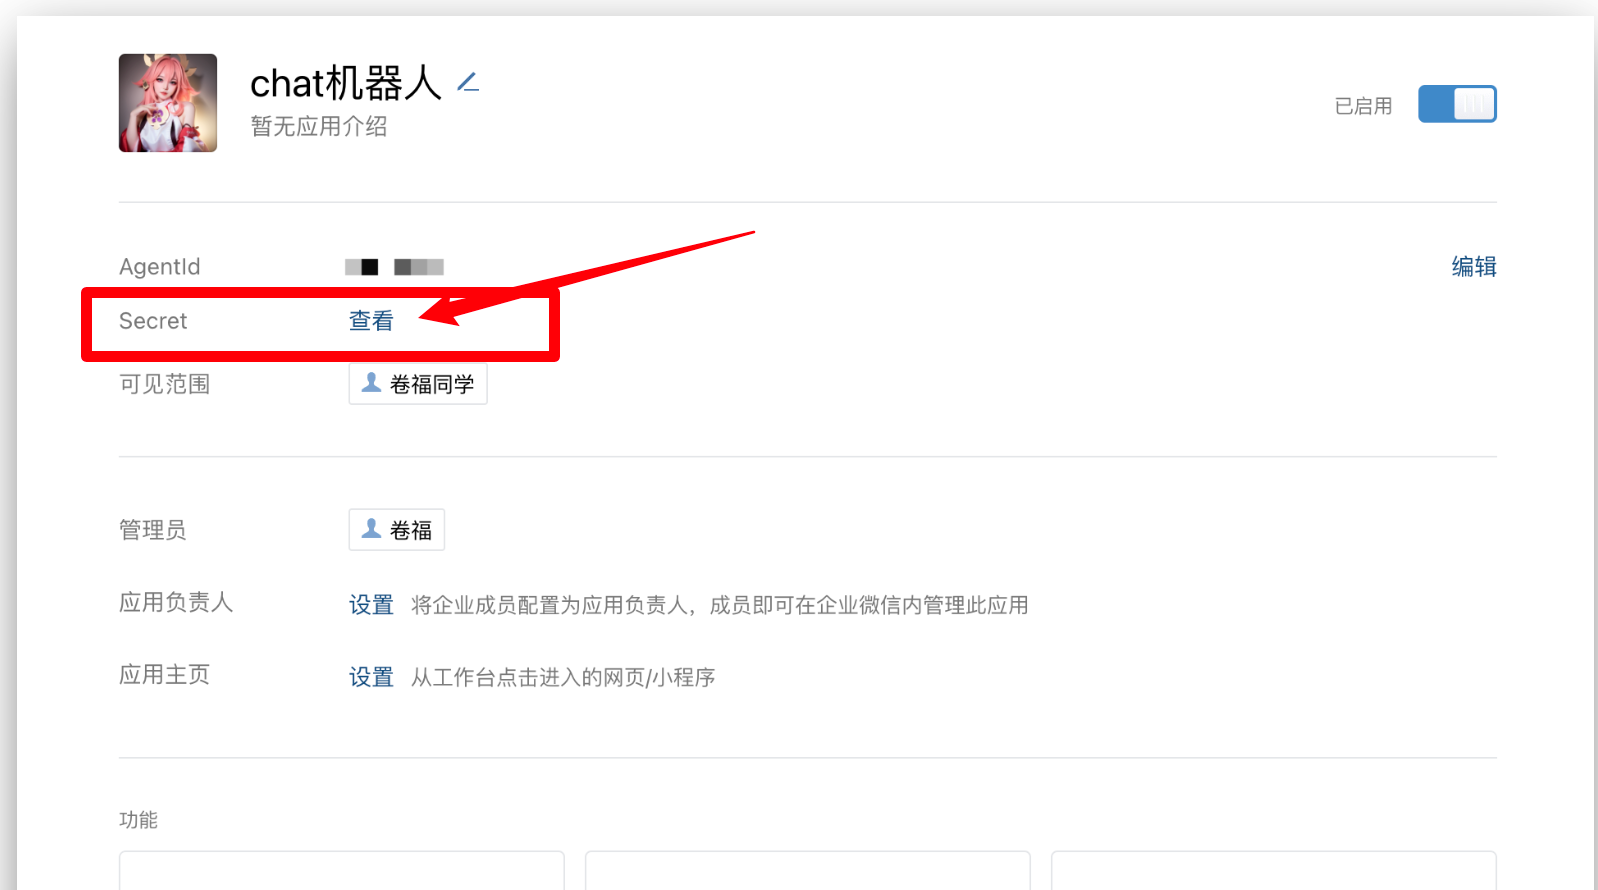 chat机器人
暂无应用介绍
已启用
AgentId
编辑
Secret 查看
可见范围 卷福同学
管理员 卷福
应用负责人 设置 将企业成员配置为应用负责人，成员即可在企业微信内管理此应用
应用主页 设置 从工作台点击进入的网页/小程序
功能